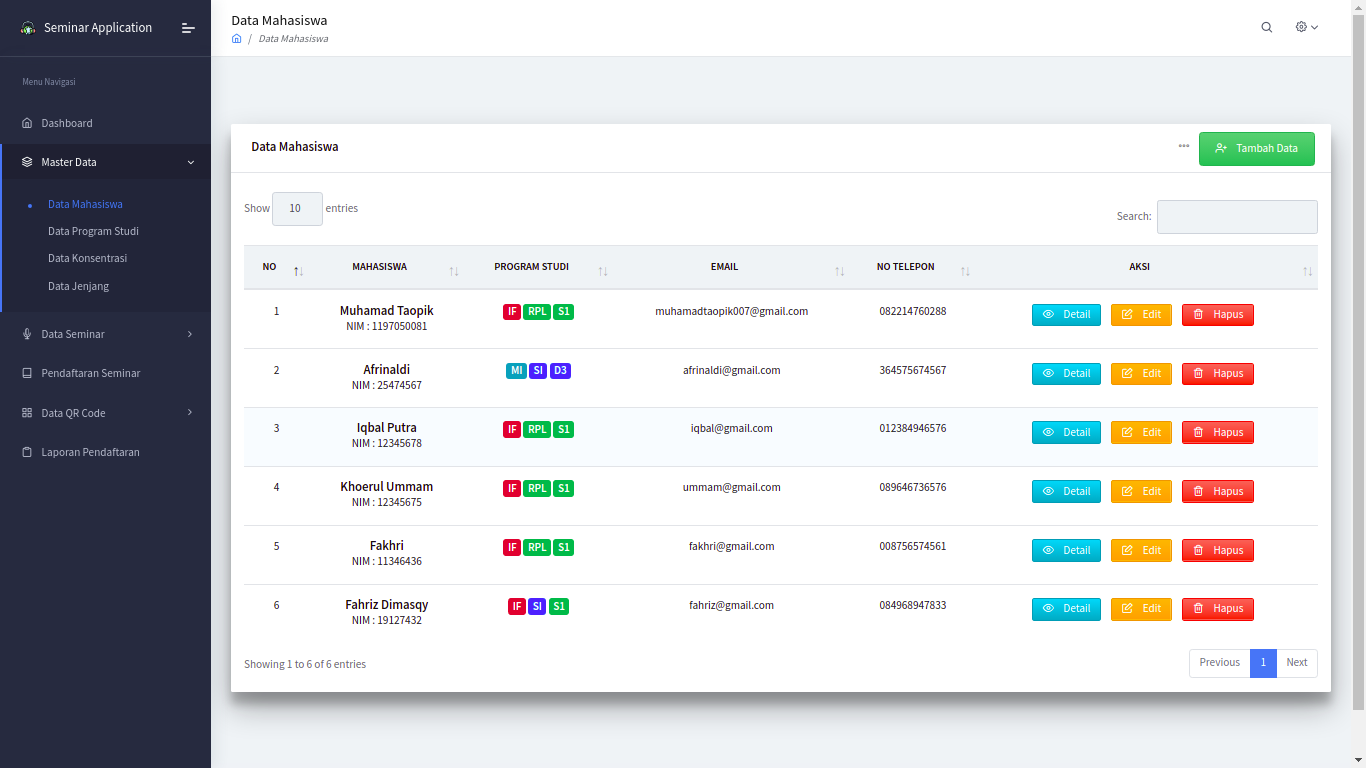 Seminar Application
Menu Navigasi
Dashboard
Master Data
Data Mahasiswa
Data Program Studi
Data Konsentrasi
Data Jenjang
Data Seminar
Pendaftaran Seminar
Data QR Code
Laporan Pendaftaran
Data Mahasiswa
/ Data Mahasiswa
Data Mahasiswa
Tambah Data
Show 10 entries
Search:
NO MAHASISWA PROGRAM STUDI EMAIL NO TELEPON AKSI
1 Muhamad Taopik IF RPL S1 muhamadtaopik007@gmail.com 082214760288 Detail Edit Hapus
NIM : 1197050081
2 Afrinaldi MI SI D3 afrinaldi@gmail.com 364575674567 Detail Edit Hapus
NIM : 25474567
3 Iqbal Putra IF RPL S1 iqbal@gmail.com 012384946576 Detail Edit Hapus
NIM : 12345678
4 Khoerul Ummam IF RPL S1 ummam@gmail.com 089646736576 Detail Edit Hapus
NIM : 12345675
5 Fakhri IF RPL S1 fakhri@gmail.com 008756574561 Detail Edit Hapus
NIM : 11346436
6 Fahriz Dimasqy IF SI S1 fahriz@gmail.com 084968947833 Detail Edit Hapus
NIM : 19127432
Showing 1 to 6 of 6 entries
Previous 1 Next